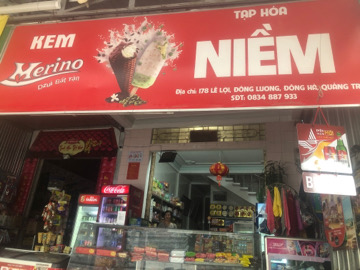 KEM
Merino
TẠP HÓA
NIỀM
Địa chỉ: 178 LÊ LỢI, ĐÔNG LƯƠNG, ĐÔNG HÀ, QUẢNG TR
SĐT: 0834 887 933
Coca-Cola